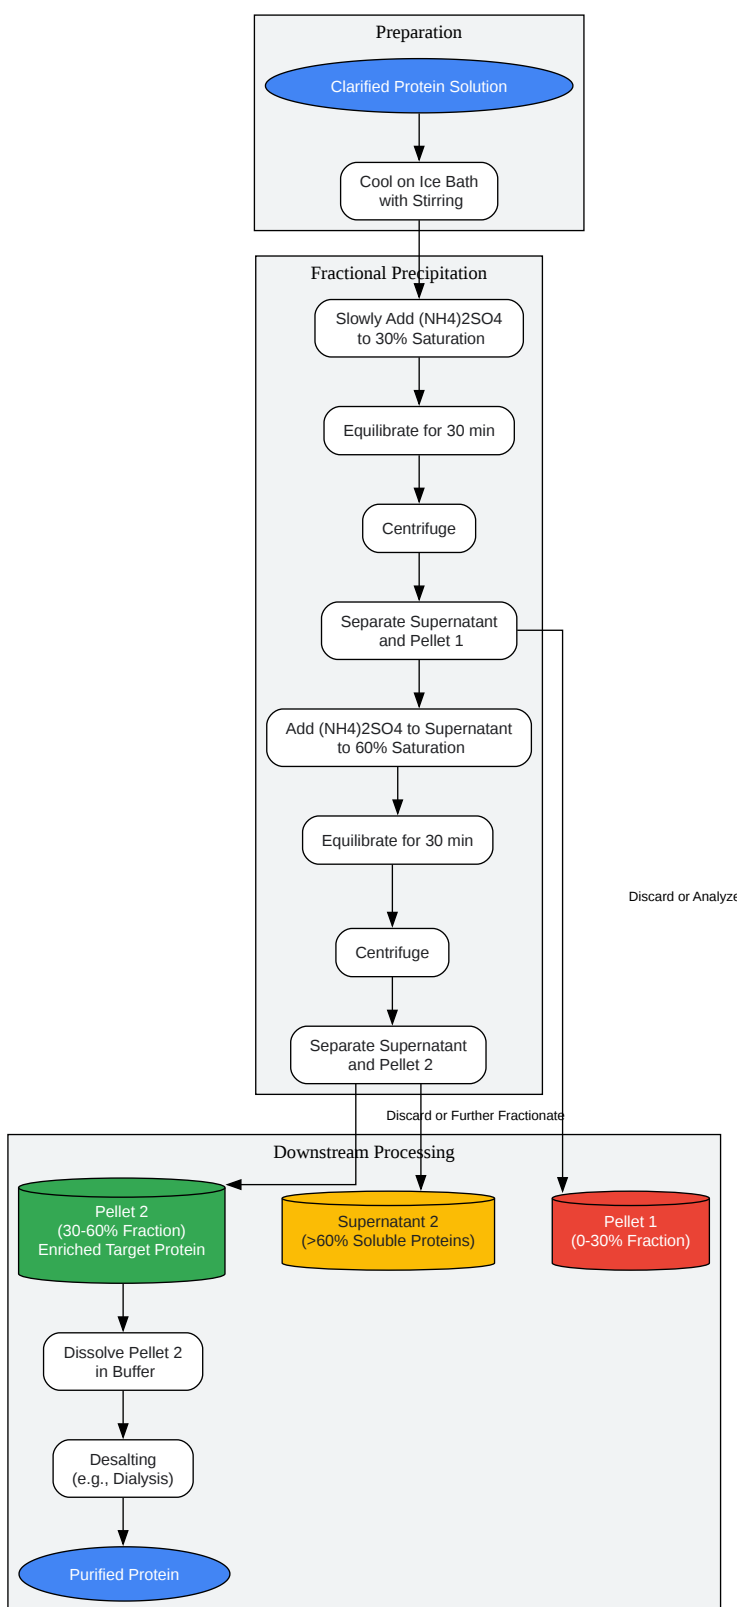 Preparation
Clarified Protein Solution
Cool on Ice Bath
with Stirring
Fractional Precipitation
Slowly Add (NH4)2SO4
to 30% Saturation
Equilibrate for 30 min
Centrifuge
Separate Supernatant
and Pellet 1
Add (NH4)2SO4 to Supernatant
to 60% Saturation
Equilibrate for 30 min
Discard or Analyze
Centrifuge
Separate Supernatant
and Pellet 2
Discard or Further Fractionate
Downstream Processing
Pellet 2
(30-60% Fraction)
Enriched Target Protein
Supernatant 2
(>60% Soluble Proteins)
Pellet 1
(0-30% Fraction)
Dissolve Pellet 2
in Buffer
Desalting
(e.g., Dialysis)
Purified Protein